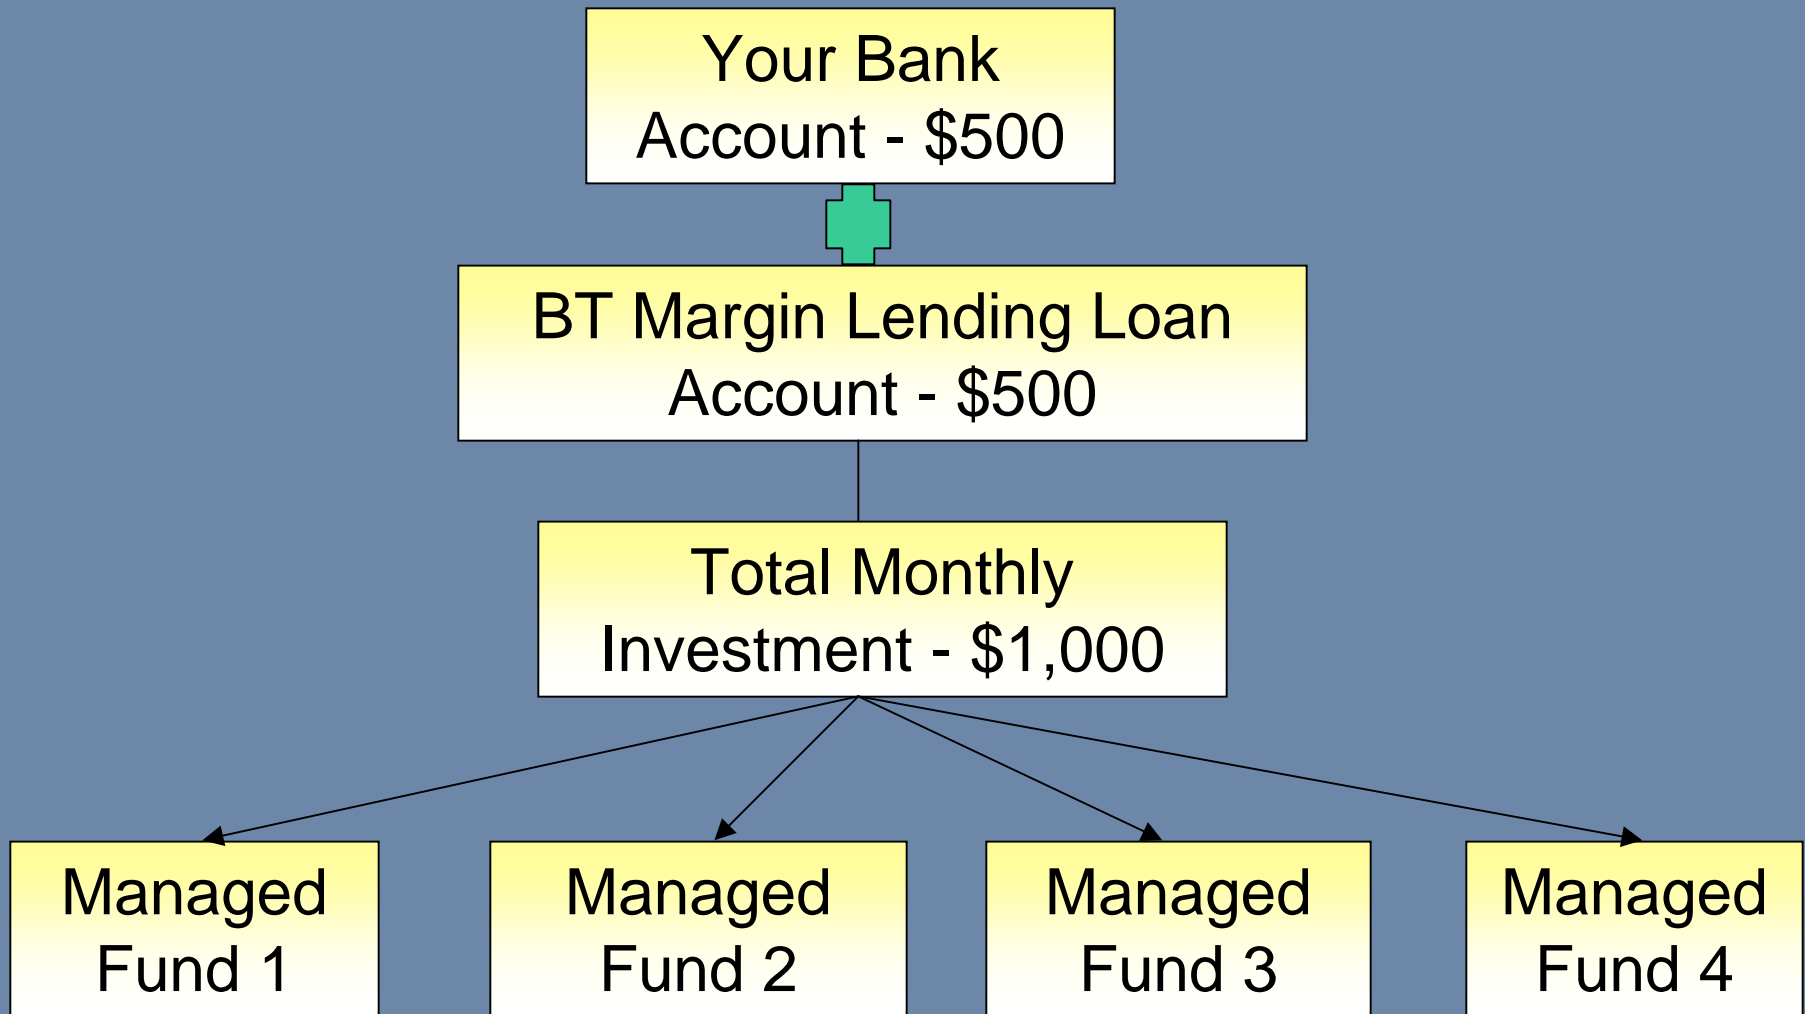 Your Bank
Account - $500
BT Margin Lending Loan
Account - $500
Total Monthly
Investment - $1,000
Managed
Fund 1
Managed
Fund 2
Managed
Fund 3
Managed
Fund 4